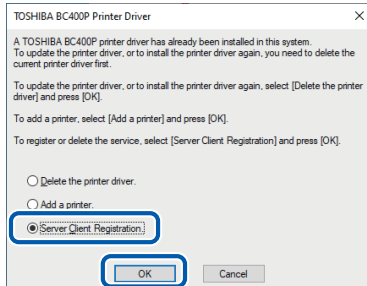 TOSHIBA BC400P Printer Driver
A TOSHIBA BC400P printer driver has already been installed in this system.
To update the printer driver, or to install the printer driver again, you need to delete the
current printer driver first.
To update the printer driver, or to install the printer driver again, select [Delete the printer
driver] and press [OK].
To add a printer, select [Add a printer] and press [OK].
To register or delete the service, select [Server Client Registration] and press [OK].
Delete the printer driver.
Add a printer.
Server Client Registration.
OK
Cancel